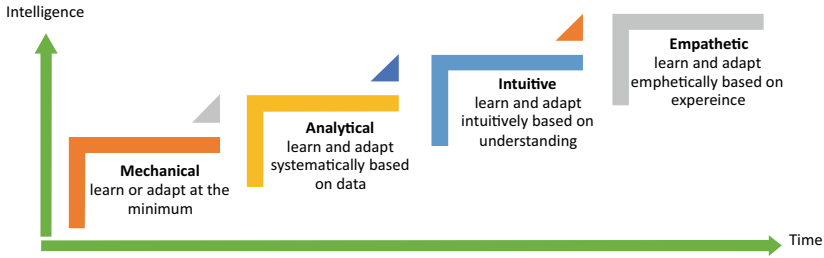 Intelligence
Mechanical
learn or adapt at the
minimum
Analytical
learn and adapt
systematically based
on data
Intuitive
learn and adapt
intuitively based on
understanding
Empathetic
learn and adapt
emphetically based on
expereince
Time